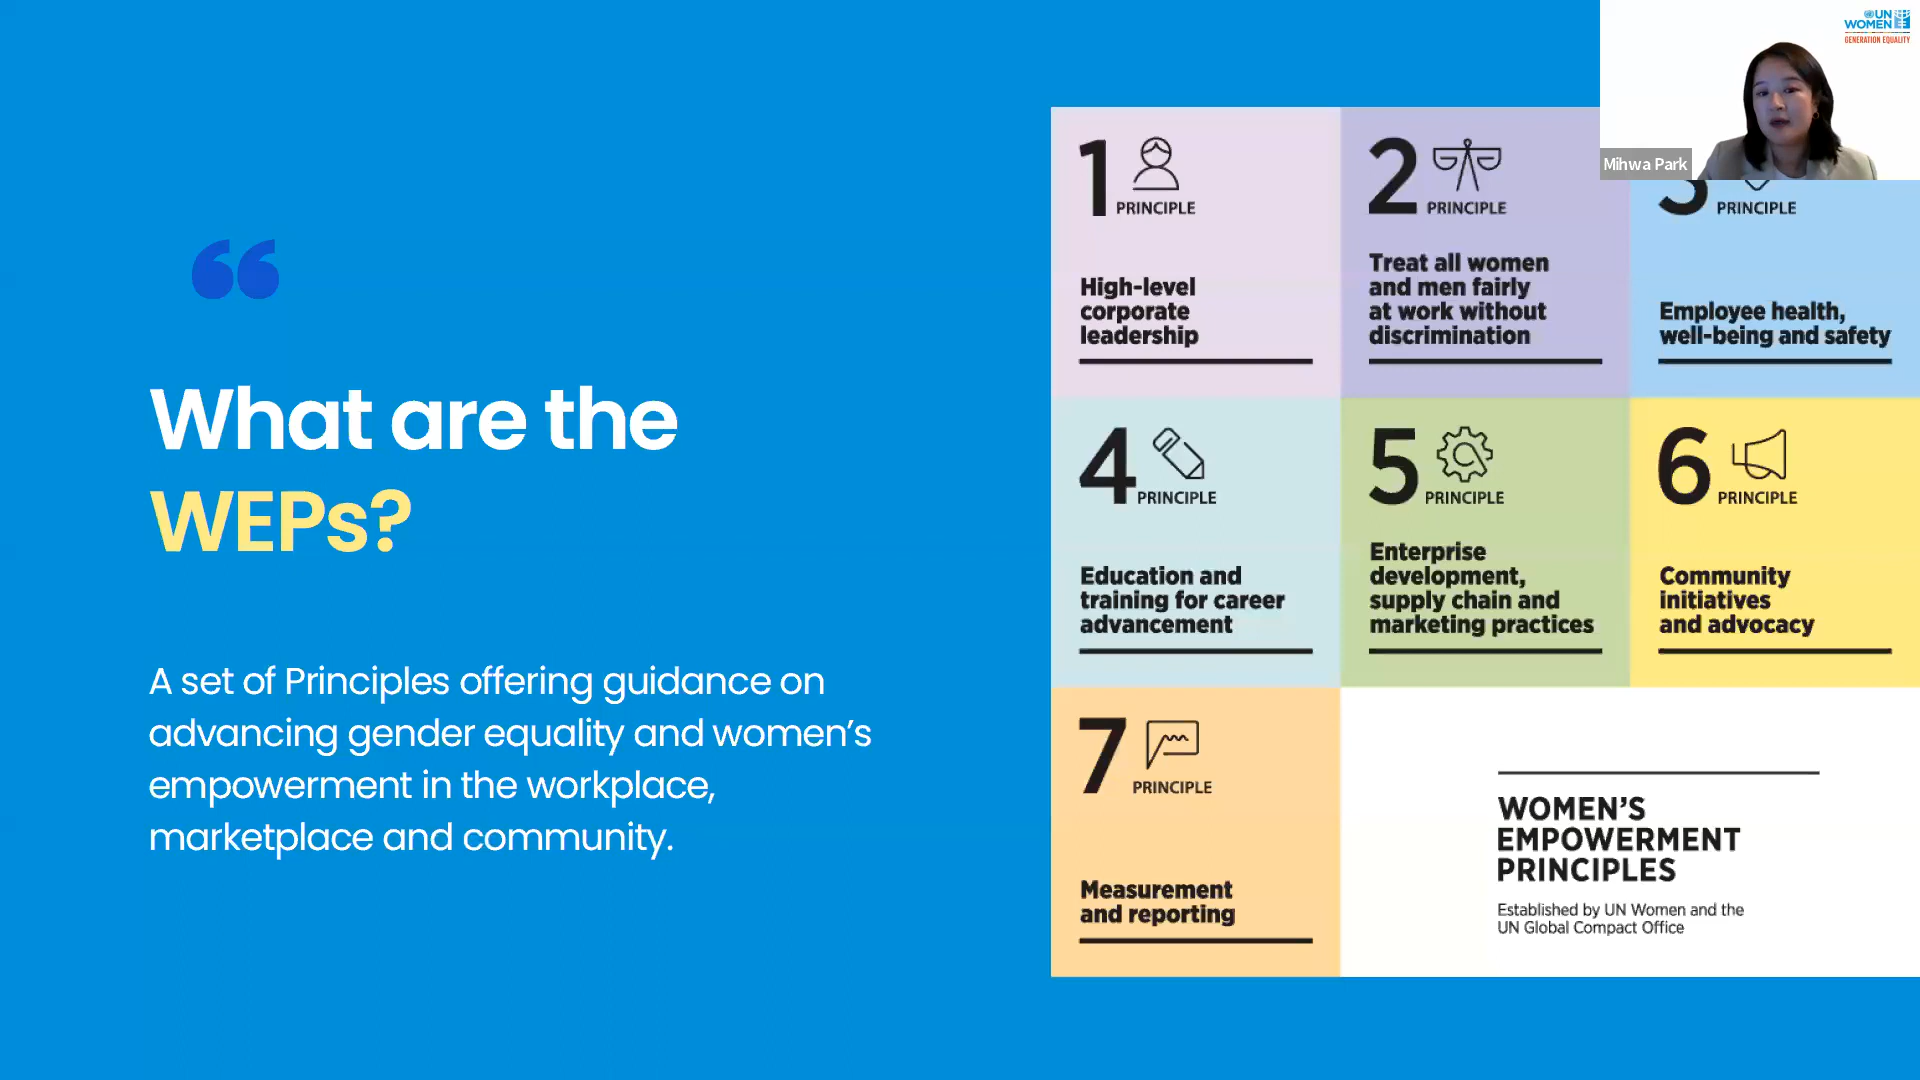 UN
WOMEN
GENERATION EQUALITY
Mihwa Park
“
What are the
WEPs?
A set of Principles offering guidance on
advancing gender equality and women’s
empowerment in the workplace,
marketplace and community.
1
PRINCIPLE
High-level
corporate
leadership
2
PRINCIPLE
Treat all women
and men fairly
at work without
discrimination
3
PRINCIPLE
Employee health,
well-being and safety
4
PRINCIPLE
Education and
training for career
advancement
5
PRINCIPLE
Enterprise
development,
supply chain and
marketing practices
6
PRINCIPLE
Community
initiatives
and advocacy
7
PRINCIPLE
Measurement
and reporting
WOMEN’S
EMPOWERMENT
PRINCIPLES
Established by UN Women and the
UN Global Compact Office